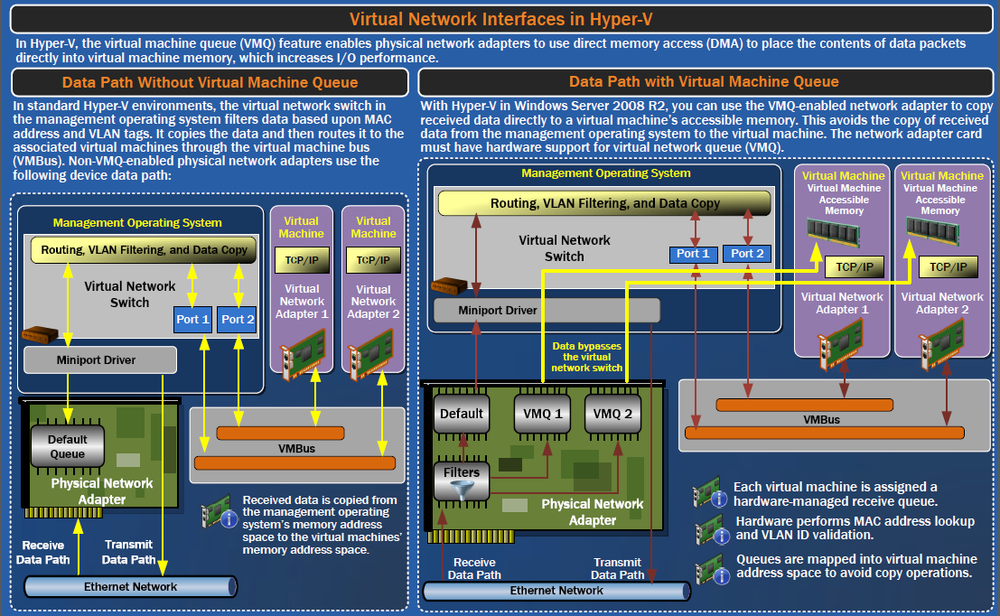 Virtual Network Interfaces in Hyper-V
In Hyper-V, the virtual machine queue (VMQ) feature enables physical network adapters to use direct memory access (DMA) to place the contents of data packets
directly into virtual machine memory, which increases I/O performance.
Data Path Without Virtual Machine Queue
In standard Hyper-V environments, the virtual network switch in
the management operating system filters data based upon MAC
address and VLAN tags. It copies the data and then routes it to the
associated virtual machines through the virtual machine bus
(VMBus). Non-VMQ-enabled physical network adapters use the
following device data path:
Management Operating System
Routing, VLAN Filtering, and Data Copy
Virtual Network
Switch
Port 1
Port 2
Miniport Driver
Virtual
Machine
TCP/IP
Virtual
Network
Adapter 1
Virtual
Machine
TCP/IP
Virtual
Network
Adapter 2
Default
Queue
Physical Network
Adapter
VMBus
Received data is copied from
the management operating
system's memory address
space to the virtual machines'
memory address space.
Receive
Data Path
Transmit
Data Path
Ethernet Network
Data Path with Virtual Machine Queue
With Hyper-V in Windows Server 2008 R2, you can use the VMQ-enabled network adapter to copy
received data directly to a virtual machine's accessible memory. This avoids the copy of received
data from the management operating system to the virtual machine. The network adapter card
must have hardware support for virtual network queue (VMQ).
Management Operating System
Routing, VLAN Filtering, and Data Copy
Virtual Network
Switch
Port 1
Port 2
Miniport Driver
Data bypasses
the virtual
network switch
Virtual Machine
Virtual Machine
Accessible
Memory
TCP/IP
Virtual Network
Adapter 1
Virtual Machine
Virtual Machine
Accessible
Memory
TCP/IP
Virtual Network
Adapter 2
Default
VMQ 1
VMQ 2
Filters
Physical Network
Adapter
VMBus
Receive
Data Path
Transmit
Data Path
Ethernet Network
Each virtual machine is assigned a
hardware-managed receive queue.
Hardware performs MAC address lookup
and VLAN ID validation.
Queues are mapped into virtual machine
address space to avoid copy operations.